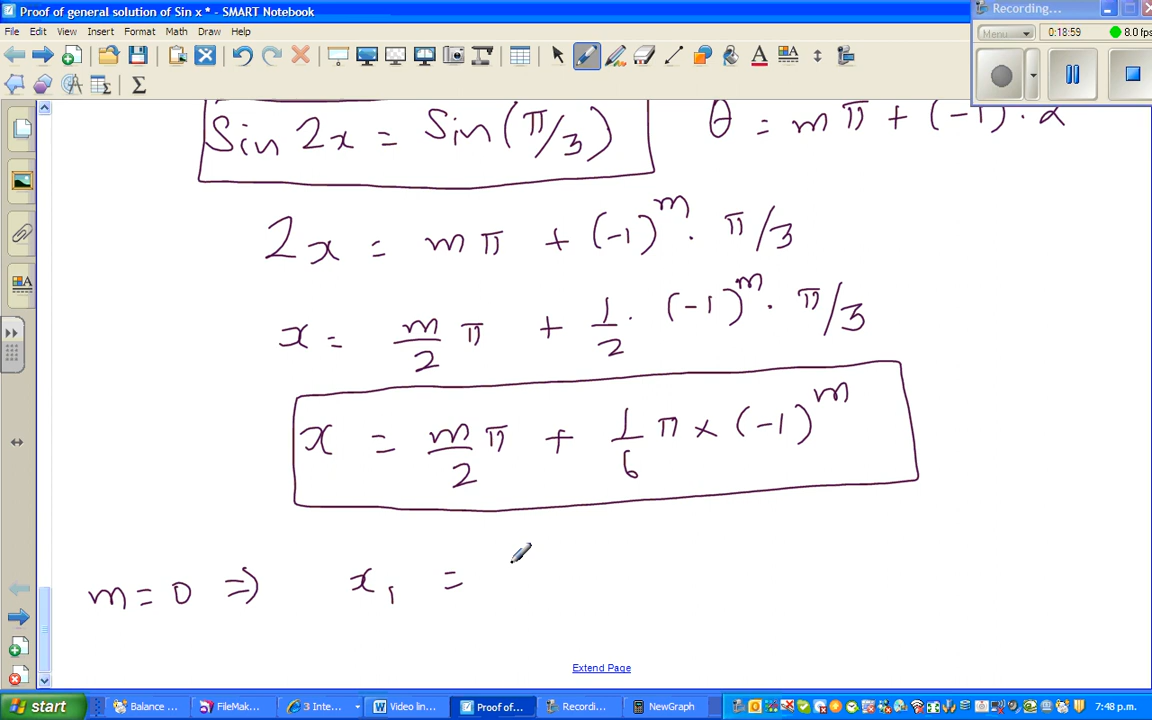 Proof of general solution of Sin x * - SMART Notebook
Recording...
File Edit View Insert Format Math Draw Help
Menu 0:18:59 8.0 fps
Sin 2x = Sin (π/3) θ = mπ + (-1) . α
2x = mπ + (-1)^m . π/3
x = m/2 π + 1/2 . (-1)^m . π/3
x = m/2 π + 1/6 π × (-1)^m
m = 0 ⇒ x₁ =
Extend Page
start Balance ... FileMak... 3 Inte... Video lin... Proof of... Recordi... NewGraph 7:48 p.m.